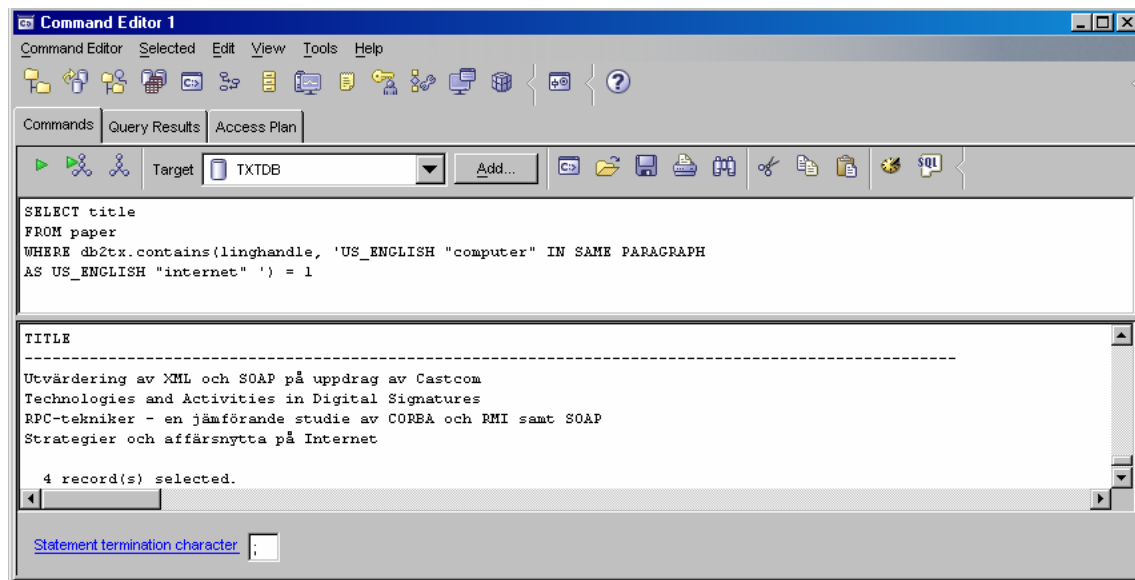 Command Editor 1
Command Editor Selected Edit View Tools Help
Commands Query Results Access Plan
Target TXTDB Add... SQL
SELECT title
FROM paper
WHERE db2tx.contains(linghandle, 'US_ENGLISH "computer" IN SAME PARAGRAPH
AS US_ENGLISH "internet" ') = 1
TITLE
----------------------------------------------------------------------------------------------------
Utvärdering av XML och SOAP på uppdrag av Castcom
Technologies and Activities in Digital Signatures
RPC-tekniker - en jämförande studie av CORBA och RMI samt SOAP
Strategier och affärsnytta på Internet
4 record(s) selected.
Statement termination character ;